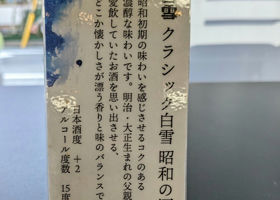 雪 クラシック白雪 昭和の
昭和初期の味わいを感じさせるコクのある
濃醇な味わいです。明治・大正生まれの父親
愛飲していたお酒を思い出させる、
どこか懐かしさが漂う香りと味のバランスで
日本酒度 +2
アルコール度数 15度